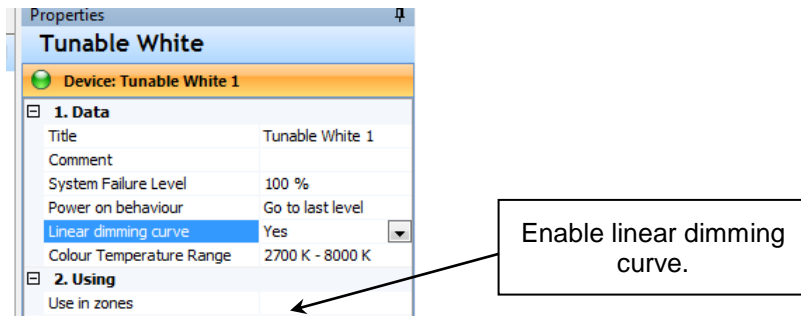 Properties
Tunable White
Device: Tunable White 1
1. Data
Title Tunable White 1
Comment
System Failure Level 100 %
Power on behaviour Go to last level
Linear dimming curve Yes
Colour Temperature Range 2700 K - 8000 K
2. Using
Use in zones
Enable linear dimming
curve.